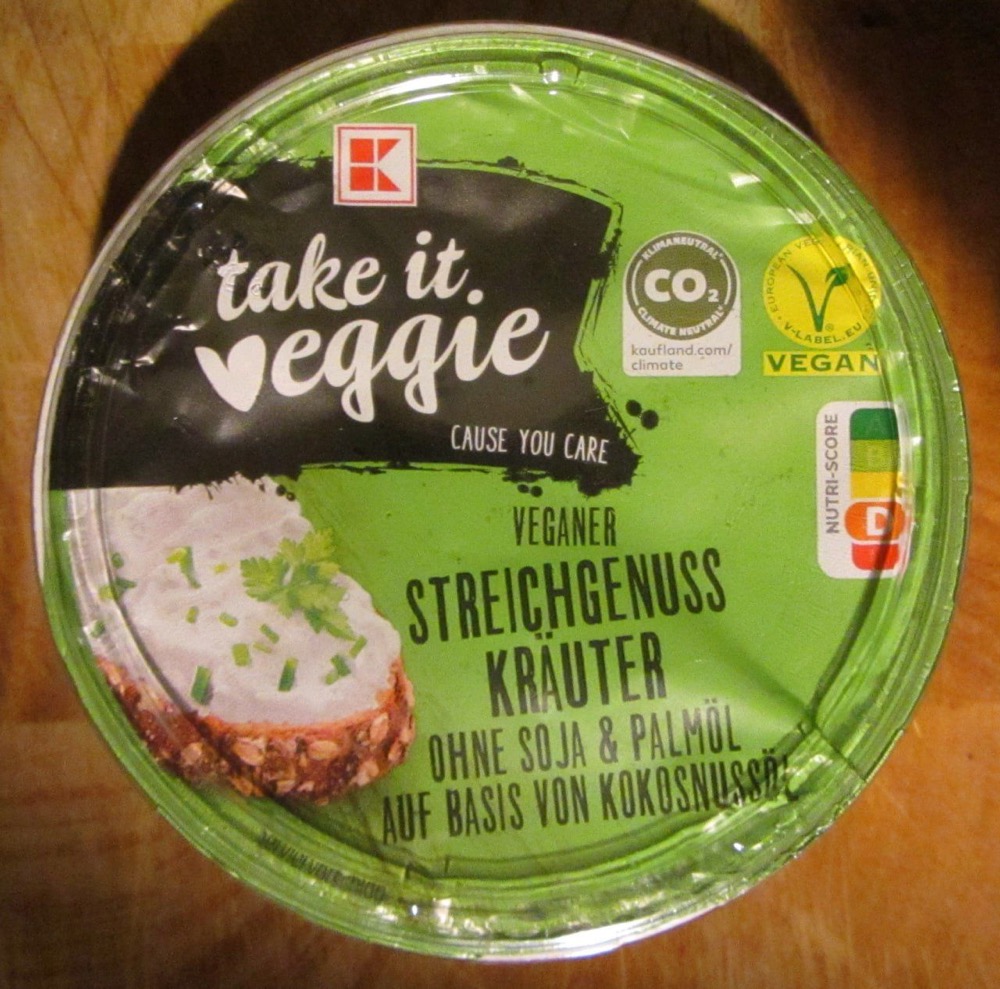 K
take it
veggie
CAUSE YOU CARE
KLIMANEUTRAL
CO₂
CLIMATE NEUTRAL
kaufland.com/
climate
EUROPEAN
V-LABEL.EU
VEGAN
NUTRI-SCORE
A
B
D
VEGANER
STREICHGENUSS
KRÄUTER
OHNE SOJA & PALMÖL
AUF BASIS VON KOKOSNUSSÖL